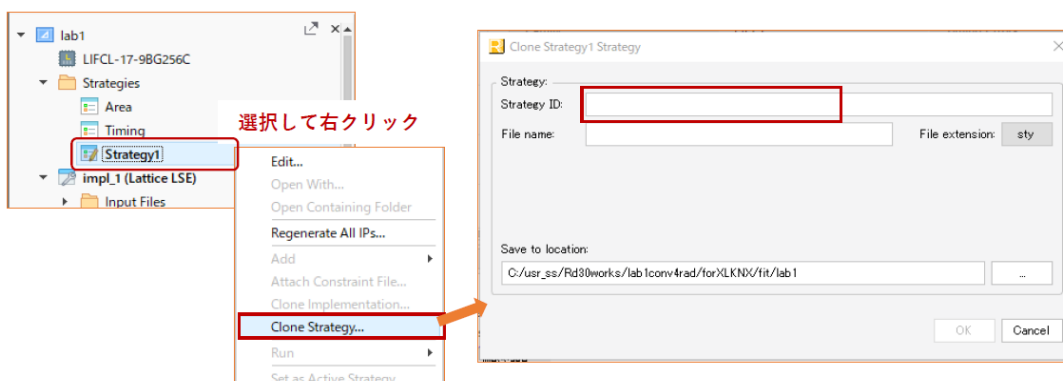 lab1
LIFCL-17-9BG256C
Strategies
Area
Timing
Strategy1
impl_1 (Lattice LSE)
Input Files
選択して右クリック
Edit...
Open With...
Open Containing Folder
Regenerate All IPs...
Add
Attach Constraint File...
Clone Implementation...
Clone Strategy...
Run
Set as Active Strategy
Clone Strategy1 Strategy
Strategy:
Strategy ID:
File name:
File extension: sty
Save to location:
C:/usr_ss/Rd30works/lab1conv4rad/forXLKNX/fit/lab1
...
OK
Cancel